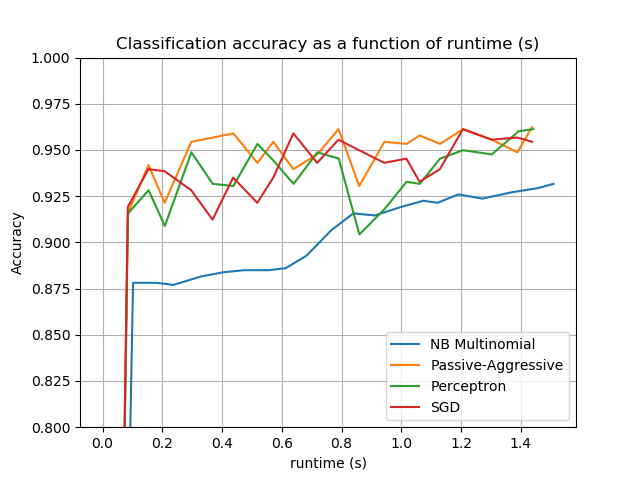 Classification accuracy as a function of runtime (s)
1.000
0.975
0.950
0.925
0.900
0.875
0.850
0.825
0.800
Accuracy
NB Multinomial
Passive-Aggressive
Perceptron
SGD
0.0 0.2 0.4 0.6 0.8 1.0 1.2 1.4
runtime (s)